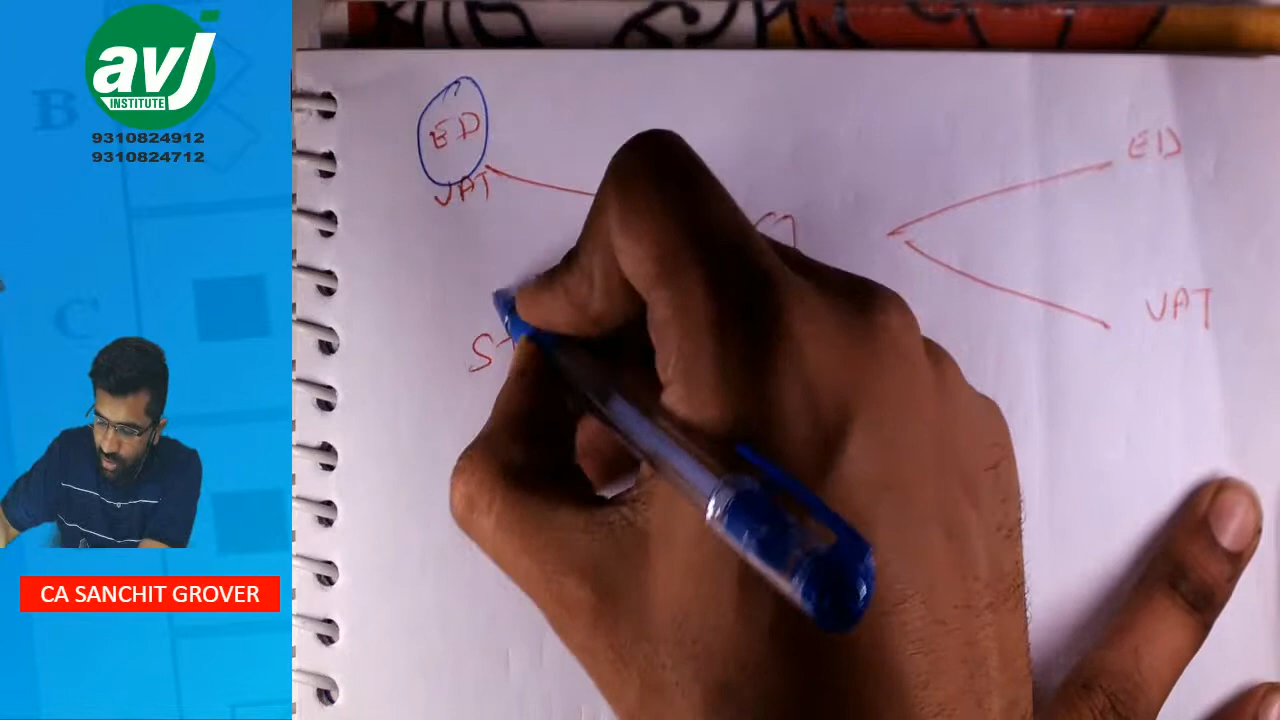 avj
INSTITUTE
9310824912
9310824712
B
C
CA SANCHIT GROVER
ED
VAT
M
ED
VAT